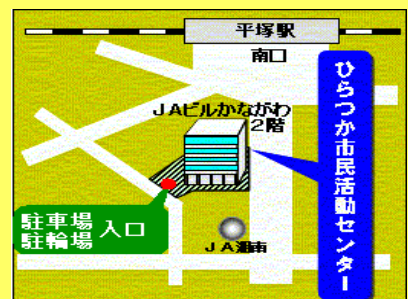 平塚駅
南口
JAビルかながわ
2階
ひらつか市民活動センター
駐車場
駐輪場
入口
JA湘南